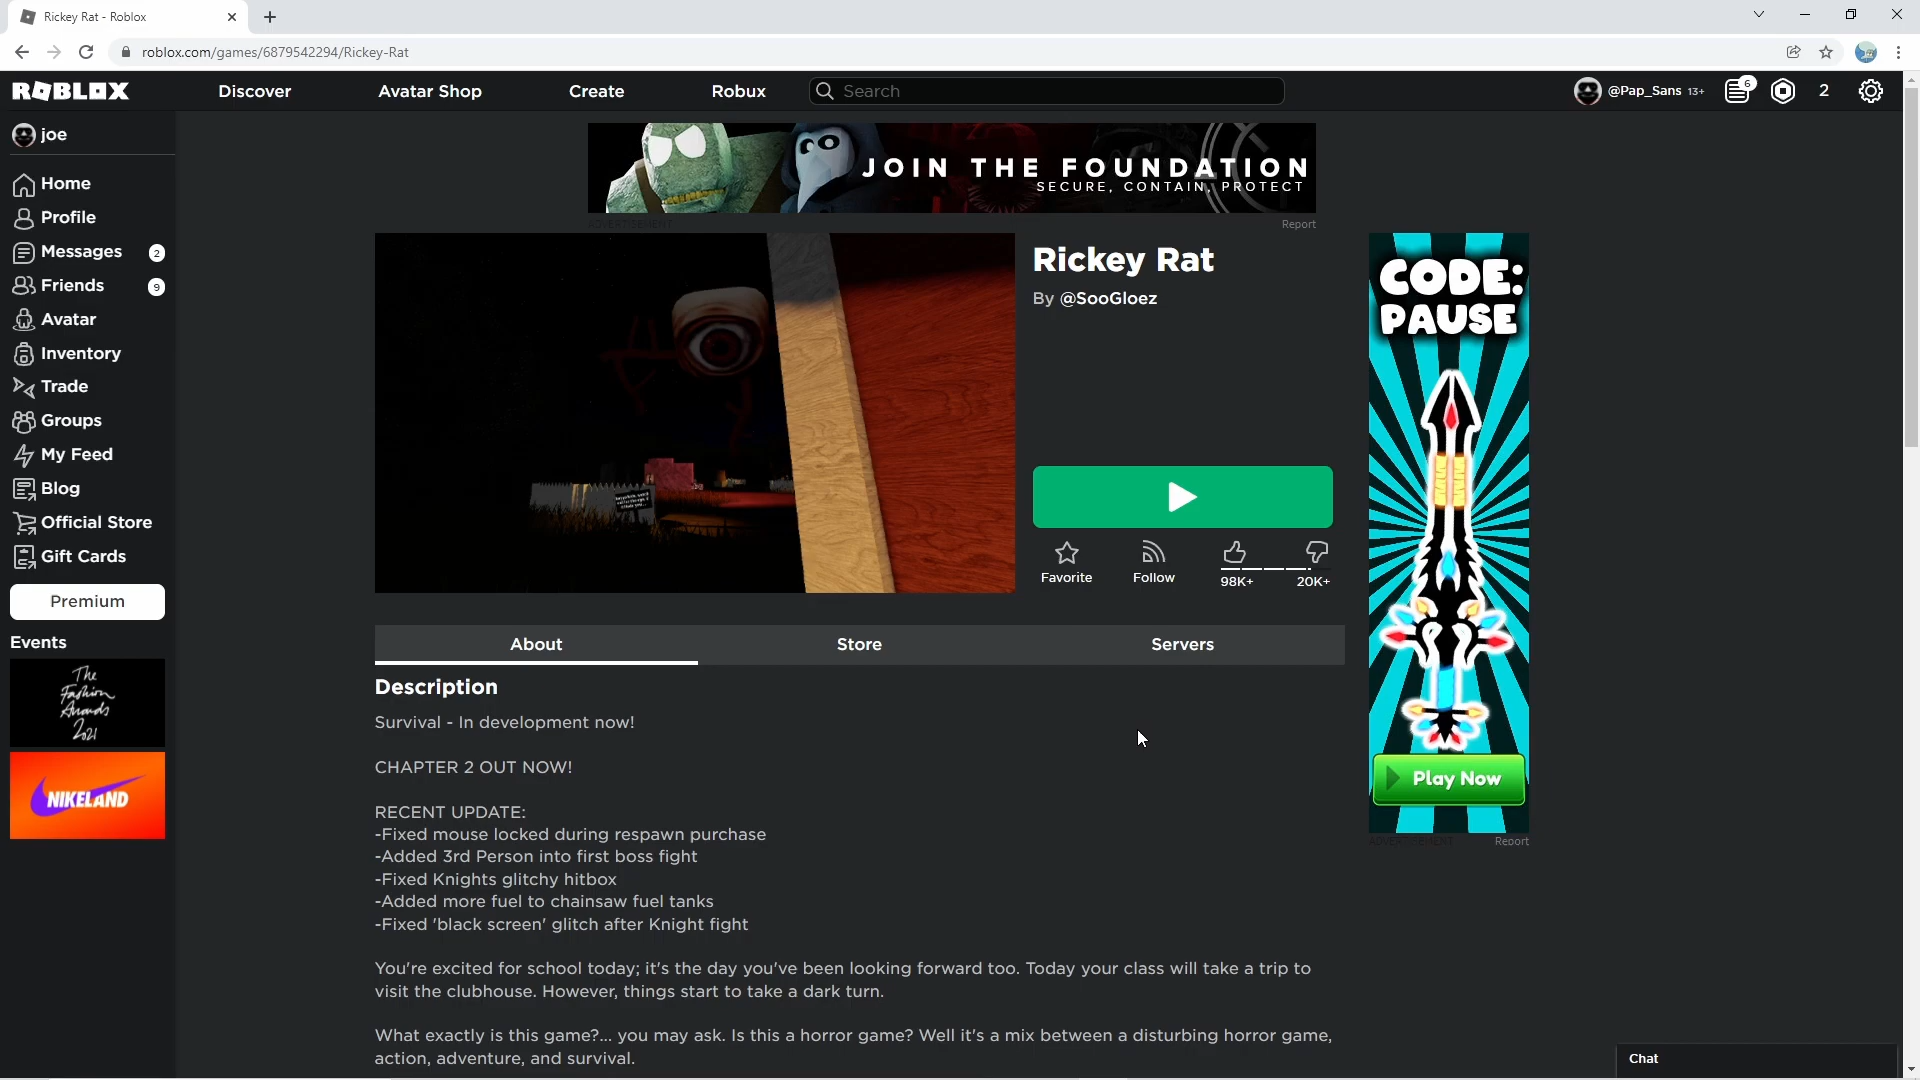 Rickey Rat - Roblox
roblox.com/games/6879542294/Rickey-Rat
ROBLOX
Discover
Avatar Shop
Create
Robux
Search
@Pap_Sans 13+
6
2
joe
Home
Profile
Messages
2
Friends
9
Avatar
Inventory
Trade
Groups
My Feed
Blog
Official Store
Gift Cards
Premium
Events
The
Fashion
Awards
2021
NIKELAND
JOIN THE FOUNDATION
SECURE, CONTAIN, PROTECT
ADVERTISEMENT
Report
Rickey Rat
By @SooGloez
Favorite
Follow
98K+
20K+
About
Store
Servers
Description
Survival - In development now!
CHAPTER 2 OUT NOW!
RECENT UPDATE:
-Fixed mouse locked during respawn purchase
-Added 3rd Person into first boss fight
-Fixed Knights glitchy hitbox
-Added more fuel to chainsaw fuel tanks
-Fixed 'black screen' glitch after Knight fight
You're excited for school today; it's the day you've been looking forward too. Today your class will take a trip to
visit the clubhouse. However, things start to take a dark turn.
What exactly is this game?... you may ask. Is this a horror game? Well it's a mix between a disturbing horror game,
action, adventure, and survival.
CODE:
PAUSE
Play Now
ADVERTISEMENT
Report
Chat